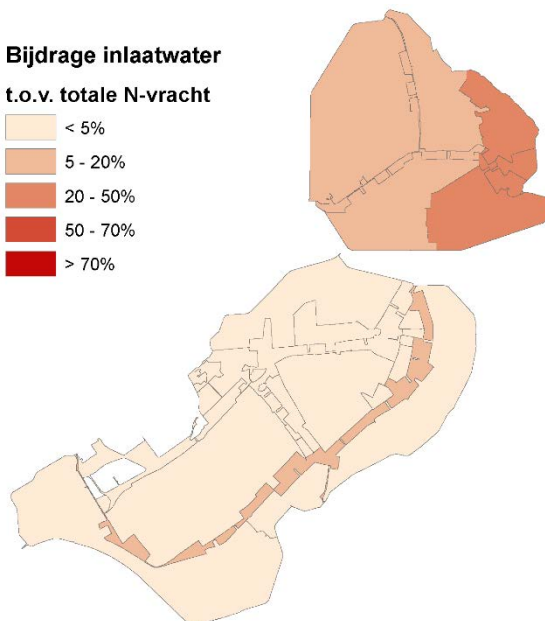 Bijdrage inlaatwater
t.o.v. totale N-vracht
< 5%
5 - 20%
20 - 50%
50 - 70%
> 70%